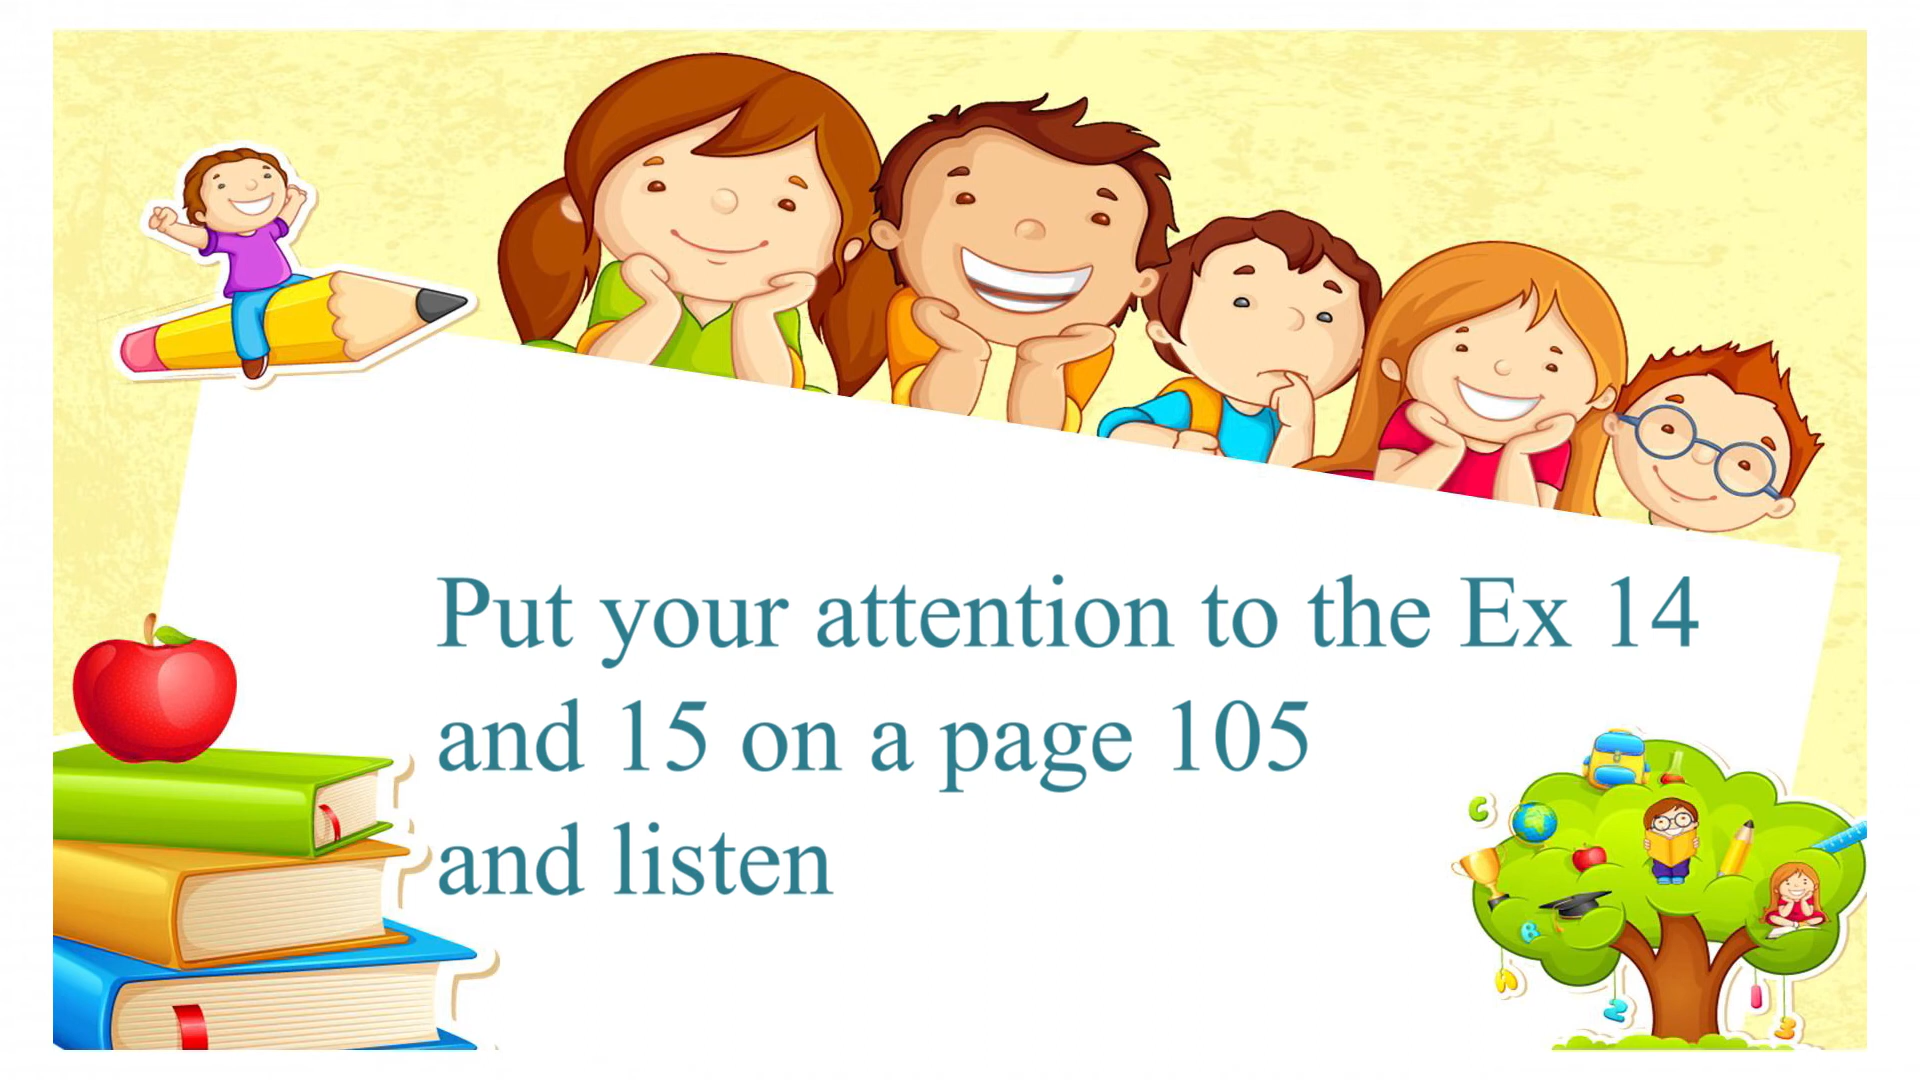 Put your attention to the Ex 14
and 15 on a page 105
and listen